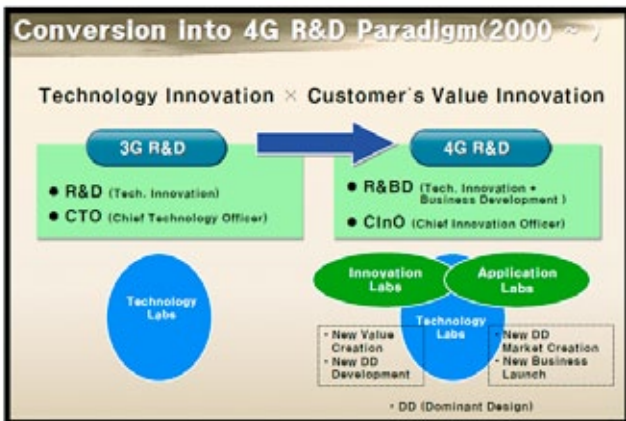 Conversion into 4G R&D Paradigm(2000 ~ )
Technology Innovation × Customer's Value Innovation
3G R&D
• R&D (Tech. Innovation)
• CTO (Chief Technology Officer)
Technology
Labs
4G R&D
• R&BD (Tech. Innovation +
Business Development )
• CInO (Chief Innovation Officer)
Innovation
Labs
Application
Labs
Technology
Labs
· New Value
Creation
· New DD
Development
· New DD
Market Creation
· New Business
Launch
· DD (Dominant Design)